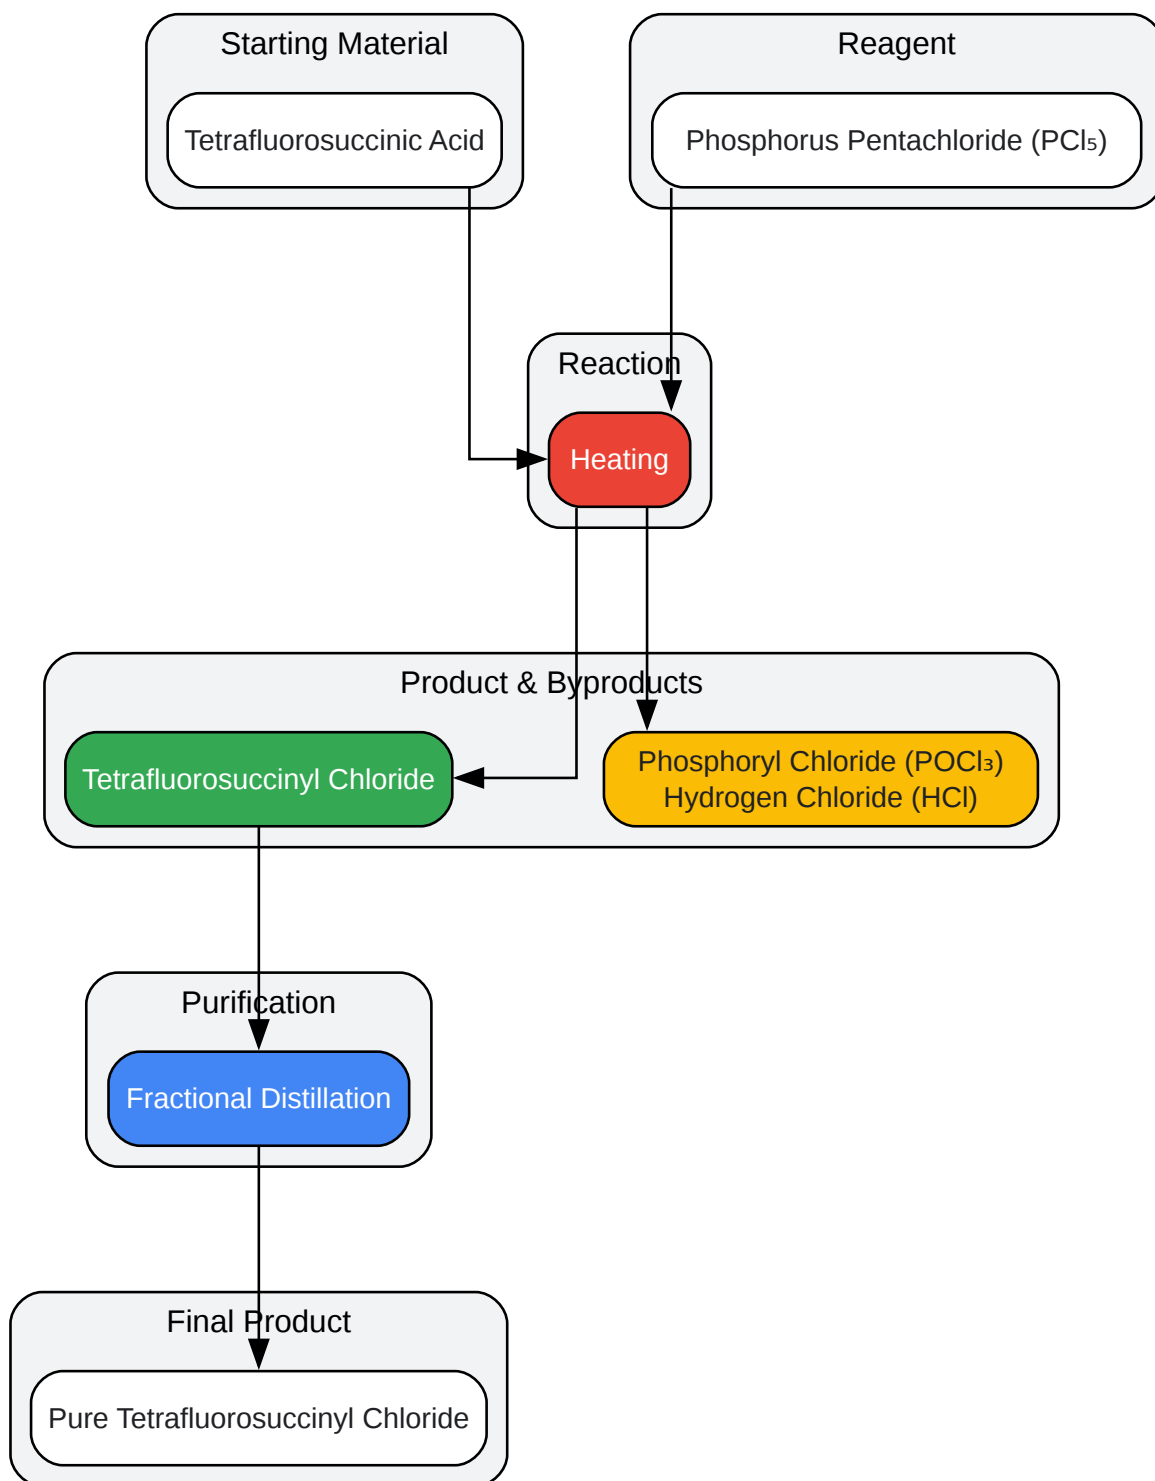 Starting Material
Reagent
Tetrafluorosuccinic Acid
Phosphorus Pentachloride (PCl₅)
Reaction
Heating
Product & Byproducts
Tetrafluorosuccinyl Chloride
Phosphoryl Chloride (POCl₃)
Hydrogen Chloride (HCl)
Purification
Fractional Distillation
Final Product
Pure Tetrafluorosuccinyl Chloride